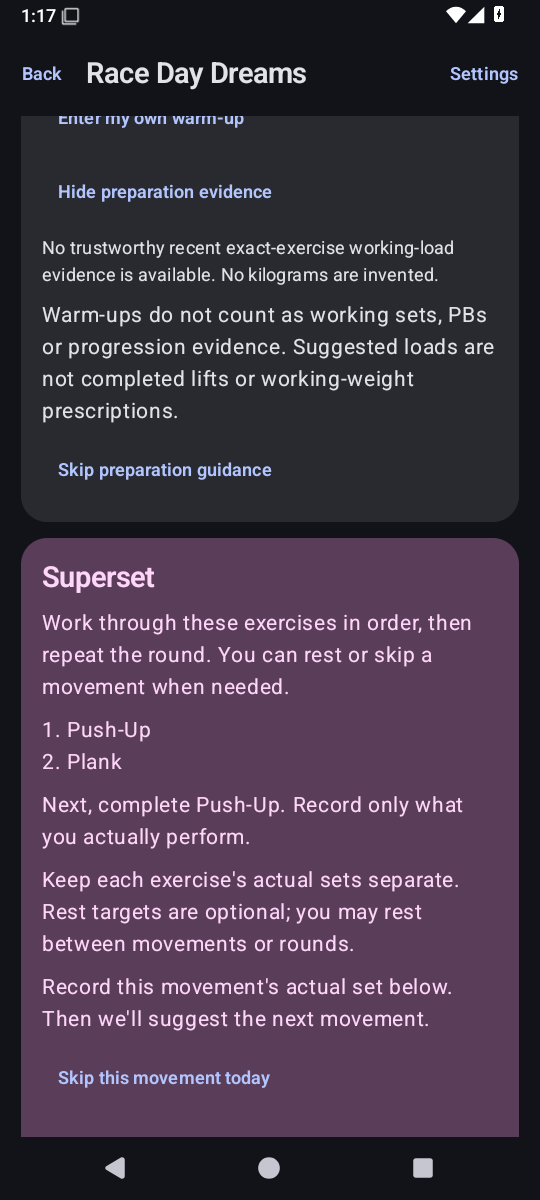 1:17
Back Race Day Dreams Settings
Enter my own warm-up
Hide preparation evidence
No trustworthy recent exact-exercise working-load
evidence is available. No kilograms are invented.
Warm-ups do not count as working sets, PBs
or progression evidence. Suggested loads are
not completed lifts or working-weight
prescriptions.
Skip preparation guidance
Superset
Work through these exercises in order, then
repeat the round. You can rest or skip a
movement when needed.
1. Push-Up
2. Plank
Next, complete Push-Up. Record only what
you actually perform.
Keep each exercise's actual sets separate.
Rest targets are optional; you may rest
between movements or rounds.
Record this movement's actual set below.
Then we'll suggest the next movement.
Skip this movement today